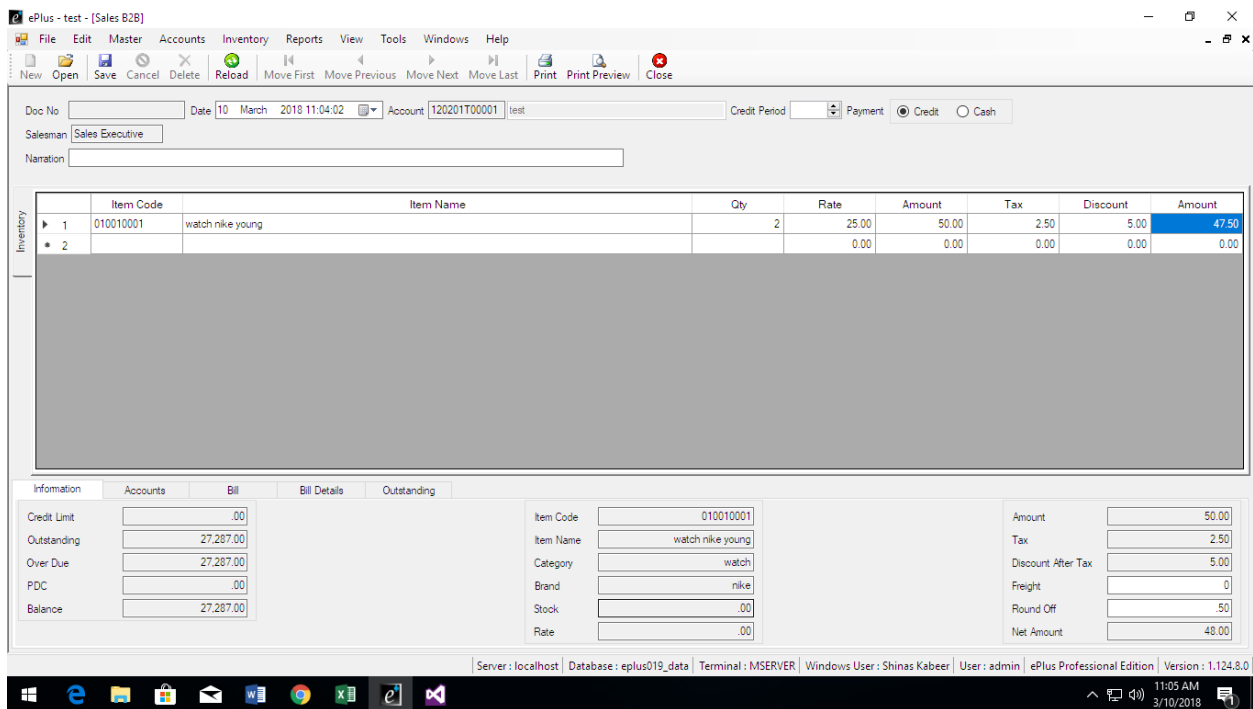 ePlus - test - [Sales B2B]
File Edit Master Accounts Inventory Reports View Tools Windows Help
New Open Save Cancel Delete Reload Move First Move Previous Move Next Move Last Print Print Preview Close
Doc No Date 10 March 2018 11:04:02 Account 120201T00001 test Credit Period Payment Credit Cash
Salesman Sales Executive
Narration
Inventory
Item Code Item Name Qty Rate Amount Tax Discount Amount
1 010010001 watch nike young 2 25.00 50.00 2.50 5.00 47.50
2 0.00 0.00 0.00 0.00 0.00
Information Accounts Bill Bill Details Outstanding
Credit Limit .00 Item Code 010010001 Amount 50.00
Outstanding 27,287.00 Item Name watch nike young Tax 2.50
Over Due 27,287.00 Category watch Discount After Tax 5.00
PDC .00 Brand nike Freight 0
Balance 27,287.00 Stock .00 Round Off .50
Rate .00 Net Amount 48.00
Server : localhost Database : eplus019_data Terminal : MSERVER Windows User : Shinas Kabeer User : admin ePlus Professional Edition Version : 1.124.8.0
11:05 AM
3/10/2018